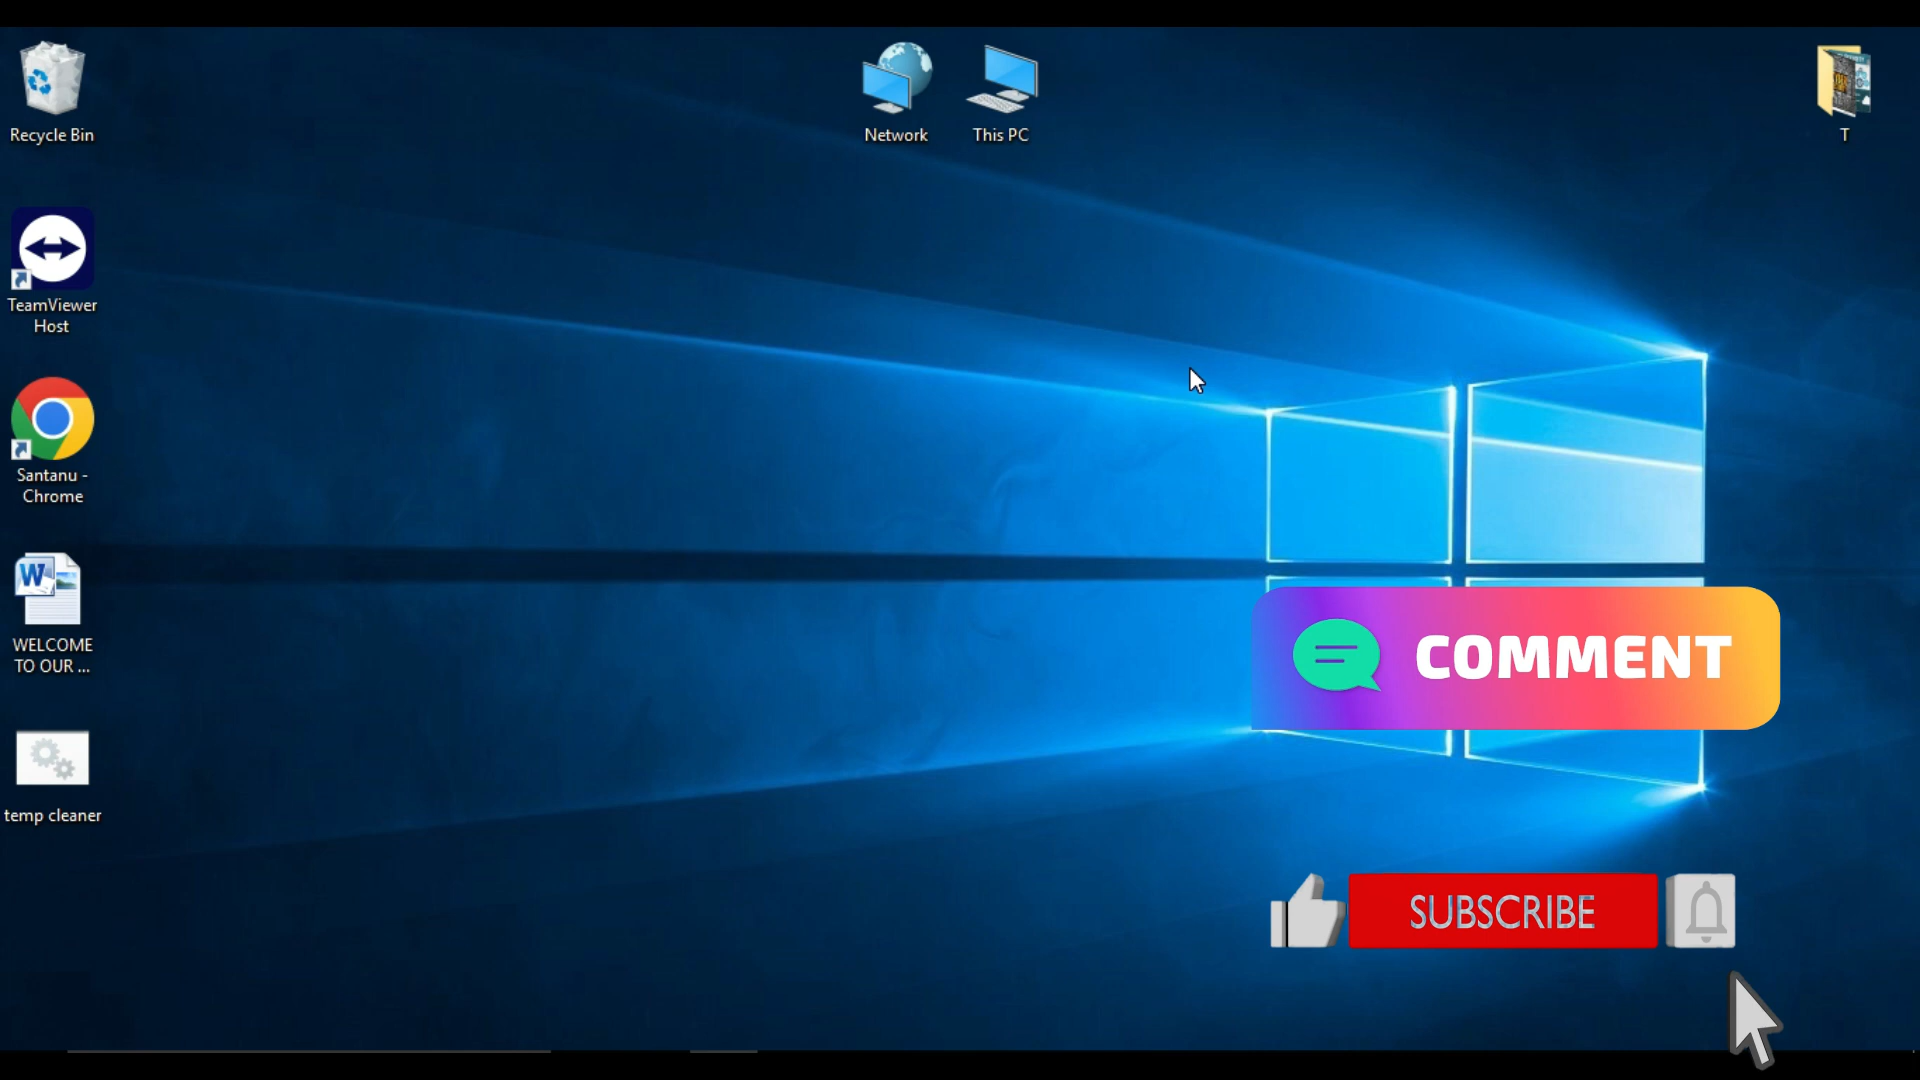 Recycle Bin
Network
This PC
T
TeamViewer
Host
Santanu -
Chrome
W
WELCOME
TO OUR ...
COMMENT
temp cleaner
SUBSCRIBE